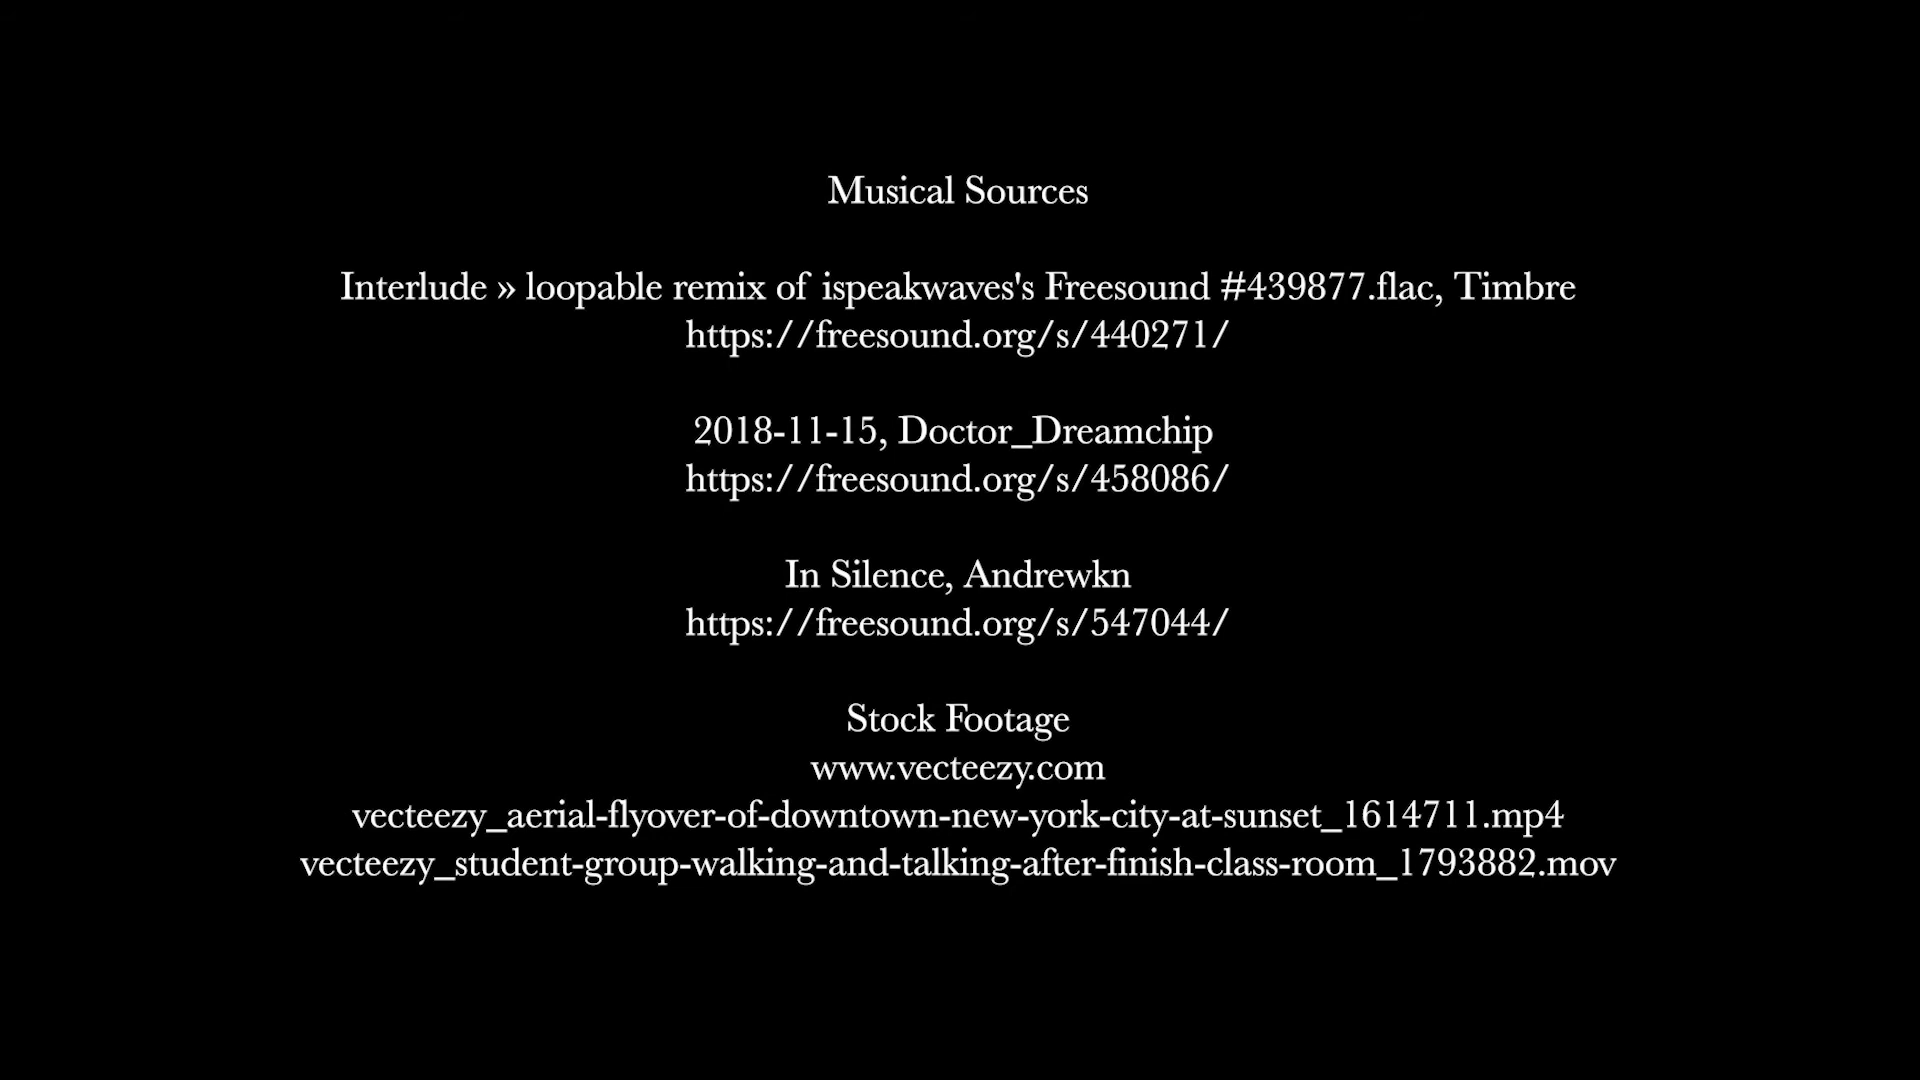 Musical Sources
Interlude » loopable remix of ispeakwaves's Freesound #439877.flac, Timbre
https://freesound.org/s/440271/
2018-11-15, Doctor_Dreamchip
https://freesound.org/s/458086/
In Silence, Andrewkn
https://freesound.org/s/547044/
Stock Footage
www.vecteezy.com
vecteezy_aerial-flyover-of-downtown-new-york-city-at-sunset_1614711.mp4
vecteezy_student-group-walking-and-talking-after-finish-class-room_1793882.mov